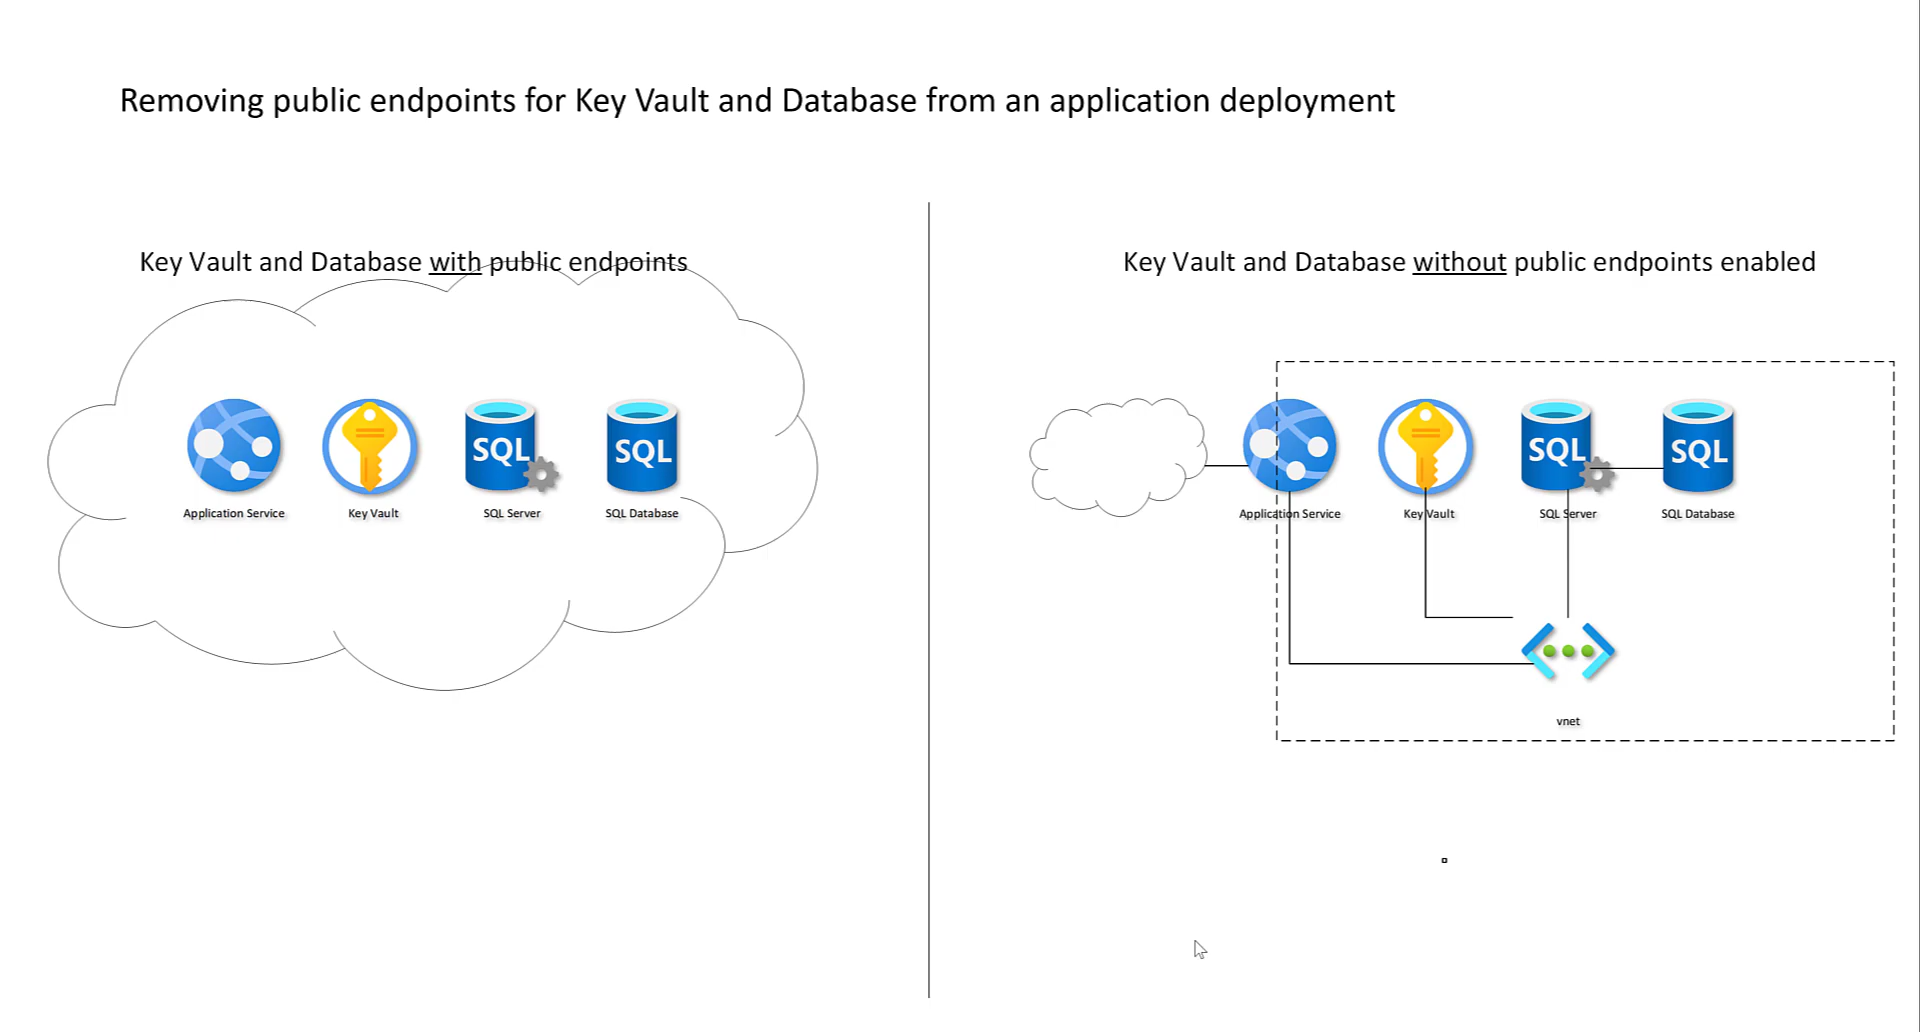 Removing public endpoints for Key Vault and Database from an application deployment
Key Vault and Database with public endpoints
SQL
SQL
Application Service
Key Vault
SQL Server
SQL Database
Key Vault and Database without public endpoints enabled
SQL
SQL
Application Service
Key Vault
SQL Server
SQL Database
vnet